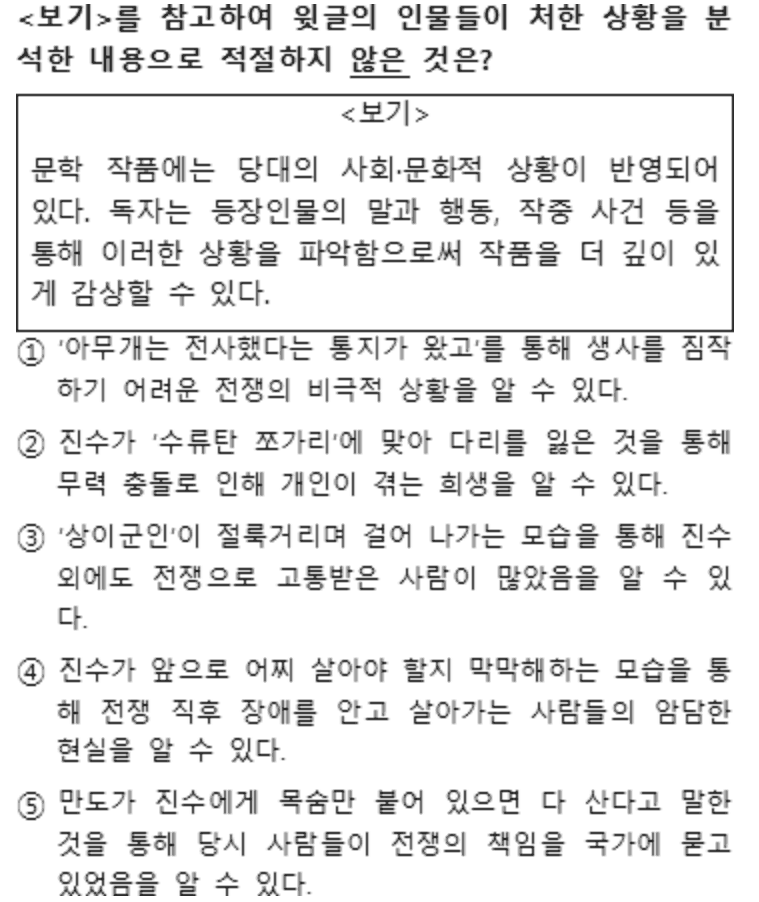 <보기>를 참고하여 윗글의 인물들이 처한 상황을 분
석한 내용으로 적절하지 않은 것은?
<보기>
문학 작품에는 당대의 사회·문화적 상황이 반영되어
있다. 독자는 등장인물의 말과 행동, 작중 사건 등을
통해 이러한 상황을 파악함으로써 작품을 더 깊이 있
게 감상할 수 있다.
① '아무개는 전사했다는 통지가 왔고'를 통해 생사를 짐작
하기 어려운 전쟁의 비극적 상황을 알 수 있다.
② 진수가 '수류탄 쪼가리'에 맞아 다리를 잃은 것을 통해
무력 충돌로 인해 개인이 겪는 희생을 알 수 있다.
③ '상이군인'이 절룩거리며 걸어 나가는 모습을 통해 진수
외에도 전쟁으로 고통받은 사람이 많았음을 알 수 있
다.
④ 진수가 앞으로 어찌 살아야 할지 막막해하는 모습을 통
해 전쟁 직후 장애를 안고 살아가는 사람들의 암담한
현실을 알 수 있다.
⑤ 만도가 진수에게 목숨만 붙어 있으면 다 산다고 말한
것을 통해 당시 사람들이 전쟁의 책임을 국가에 묻고
있었음을 알 수 있다.